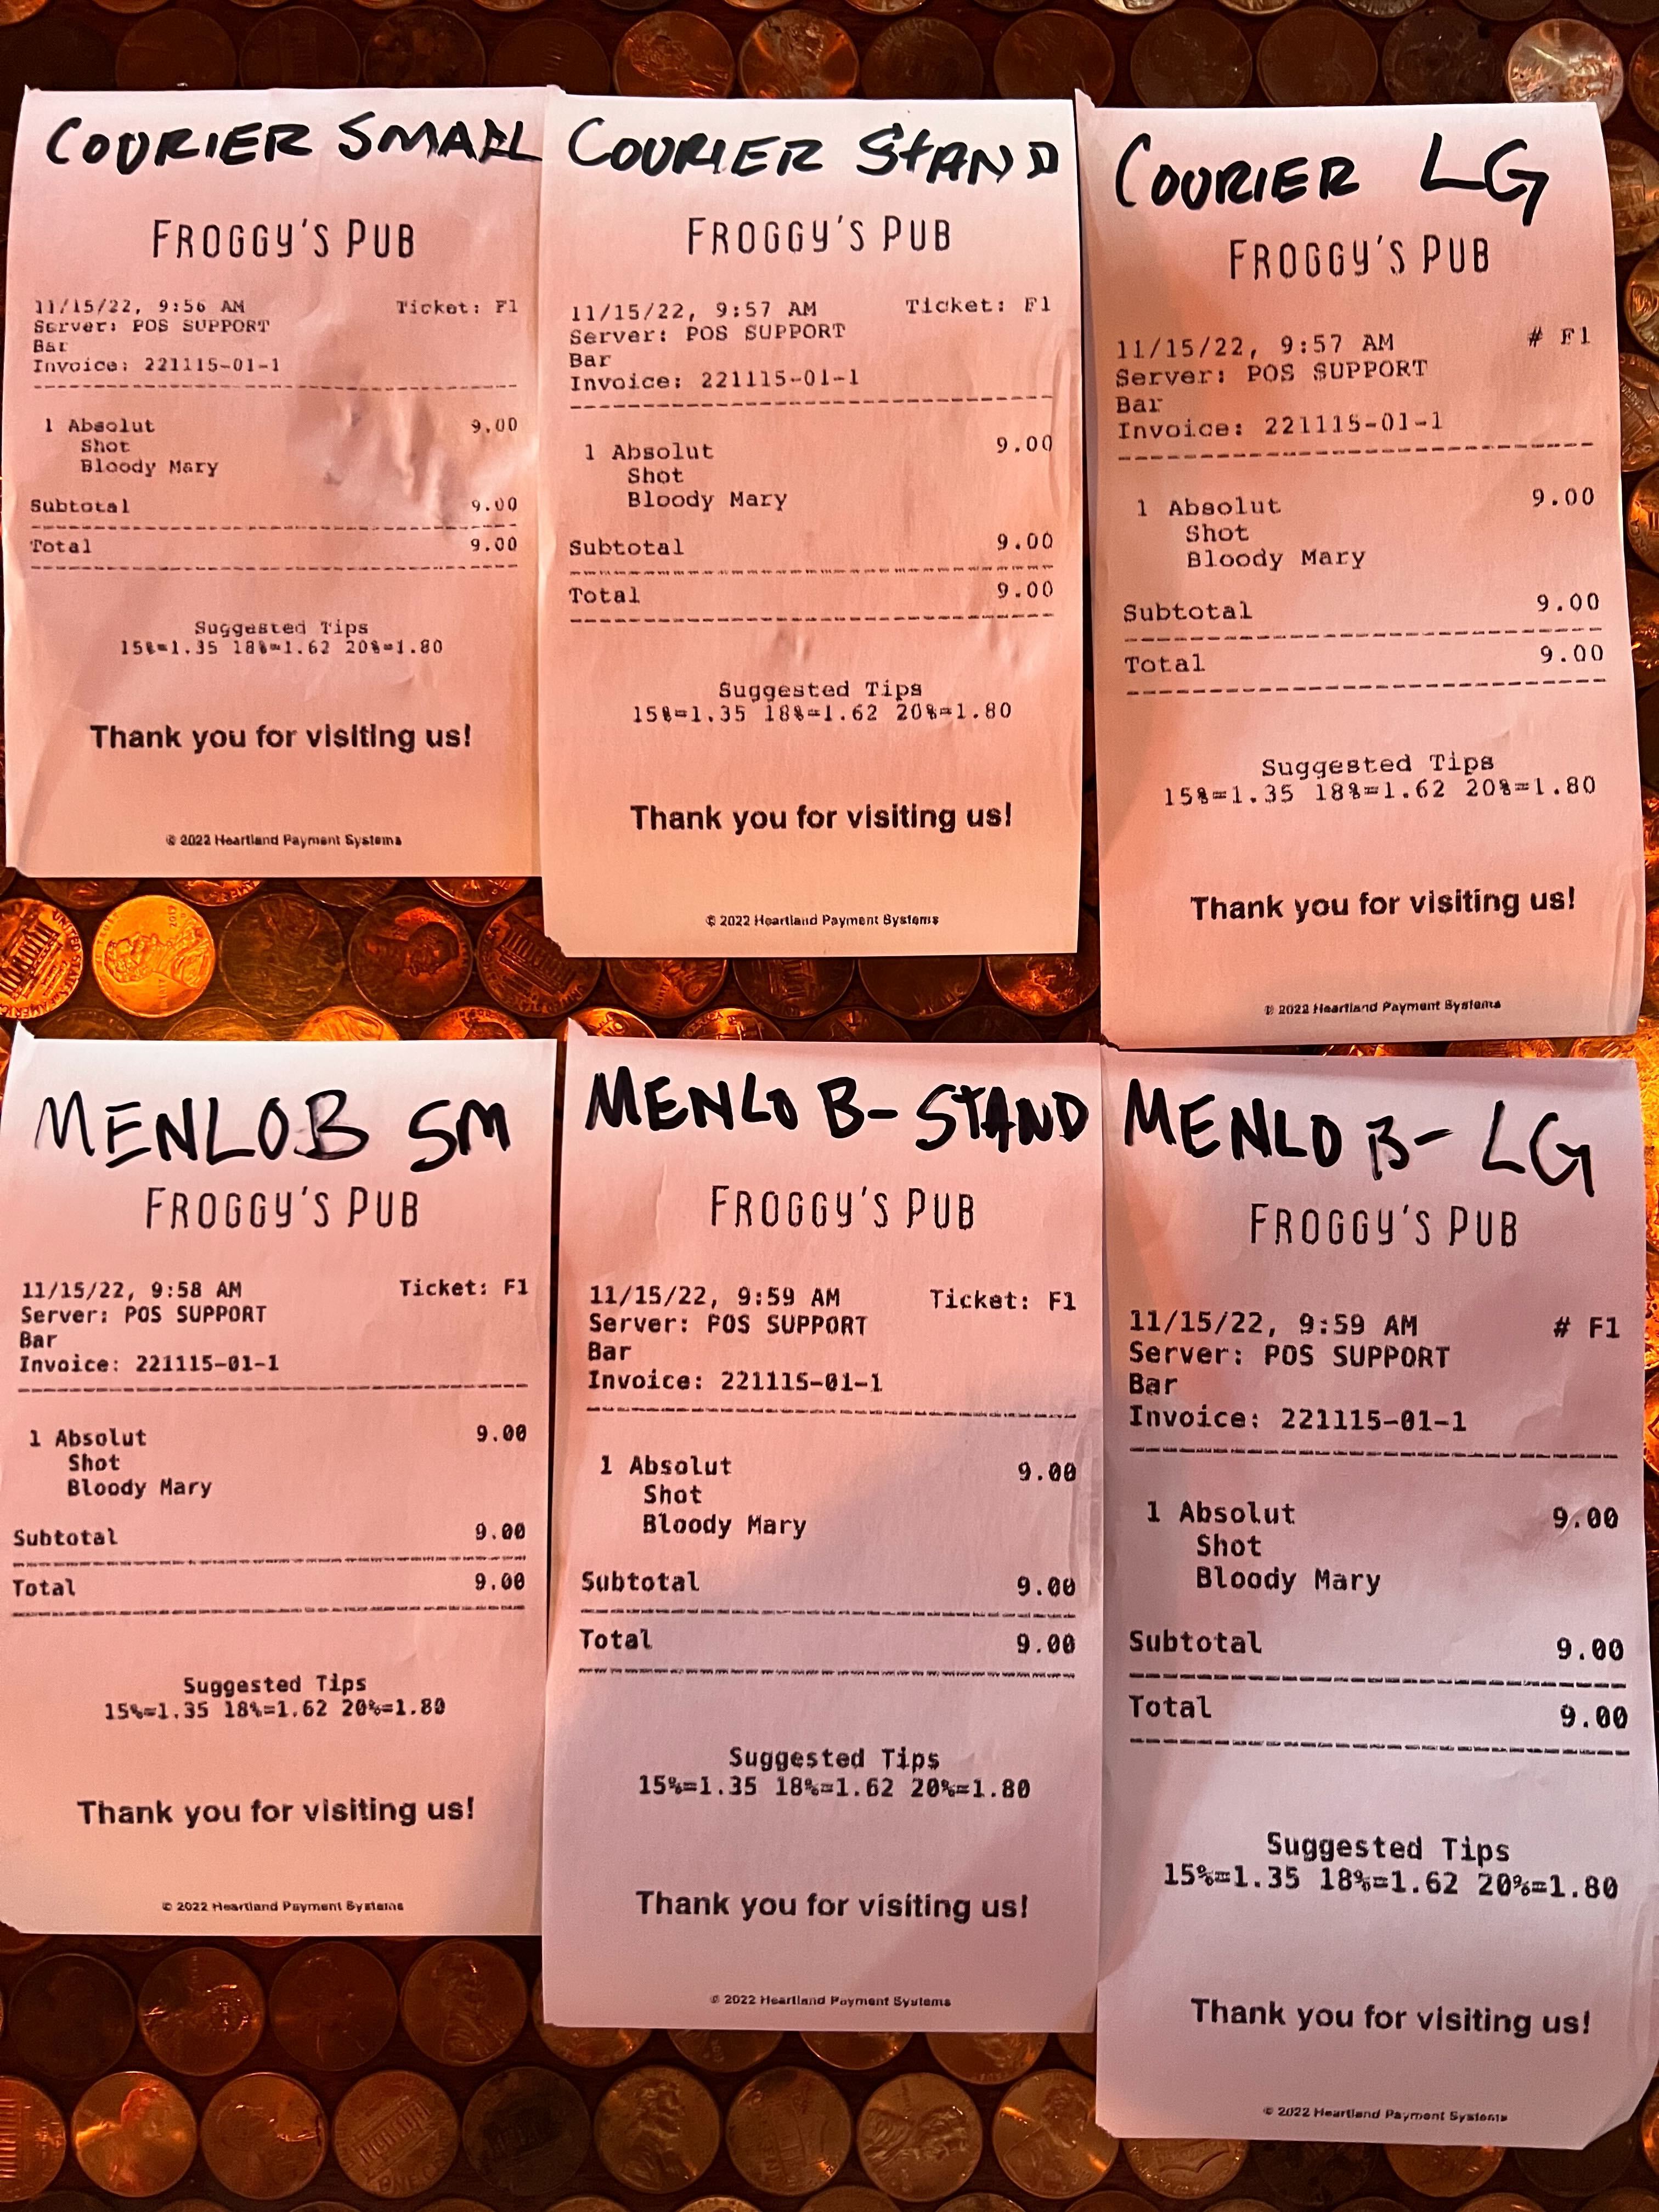 COURIER SMALL
FROGGY'S PUB
11/15/22, 9:56 AM Ticket: F1
Server: POS SUPPORT
Bar
Invoice: 221115-01-1
1 Absolut 9.00
Shot
Bloody Mary
Subtotal 9.00
Total 9.00
Suggested Tips
15%=1.35 18%=1.62 20%=1.80
Thank you for visiting us!
© 2022 Heartland Payment Systems
COURIER STAND
FROGGY'S PUB
11/15/22, 9:57 AM Ticket: F1
Server: POS SUPPORT
Bar
Invoice: 221115-01-1
1 Absolut 9.00
Shot
Bloody Mary
Subtotal 9.00
Total 9.00
Suggested Tips
15%=1.35 18%=1.62 20%=1.80
Thank you for visiting us!
© 2022 Heartland Payment Systems
COURIER LG
FROGGY'S PUB
11/15/22, 9:57 AM # F1
Server: POS SUPPORT
Bar
Invoice: 221115-01-1
1 Absolut 9.00
Shot
Bloody Mary
Subtotal 9.00
Total 9.00
Suggested Tips
15%=1.35 18%=1.62 20%=1.80
Thank you for visiting us!
© 2022 Heartland Payment Systems
MENLO B SM
FROGGY'S PUB
11/15/22, 9:58 AM Ticket: F1
Server: POS SUPPORT
Bar
Invoice: 221115-01-1
1 Absolut 9.00
Shot
Bloody Mary
Subtotal 9.00
Total 9.00
Suggested Tips
15%=1.35 18%=1.62 20%=1.80
Thank you for visiting us!
© 2022 Heartland Payment Systems
MENLO B- STAND
FROGGY'S PUB
11/15/22, 9:59 AM Ticket: F1
Server: POS SUPPORT
Bar
Invoice: 221115-01-1
1 Absolut 9.00
Shot
Bloody Mary
Subtotal 9.00
Total 9.00
Suggested Tips
15%=1.35 18%=1.62 20%=1.80
Thank you for visiting us!
© 2022 Heartland Payment Systems
MENLO B- LG
FROGGY'S PUB
11/15/22, 9:59 AM # F1
Server: POS SUPPORT
Bar
Invoice: 221115-01-1
1 Absolut 9.00
Shot
Bloody Mary
Subtotal 9.00
Total 9.00
Suggested Tips
15%=1.35 18%=1.62 20%=1.80
Thank you for visiting us!
© 2022 Heartland Payment Systems